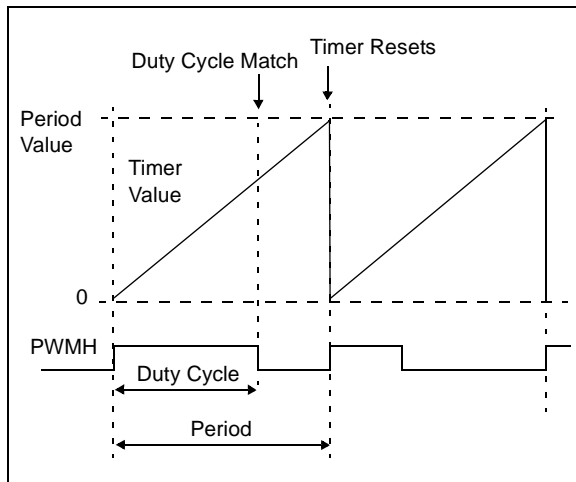 Timer Resets
Duty Cycle Match
Period
Value
Timer
Value
0
PWMH
Duty Cycle
Period